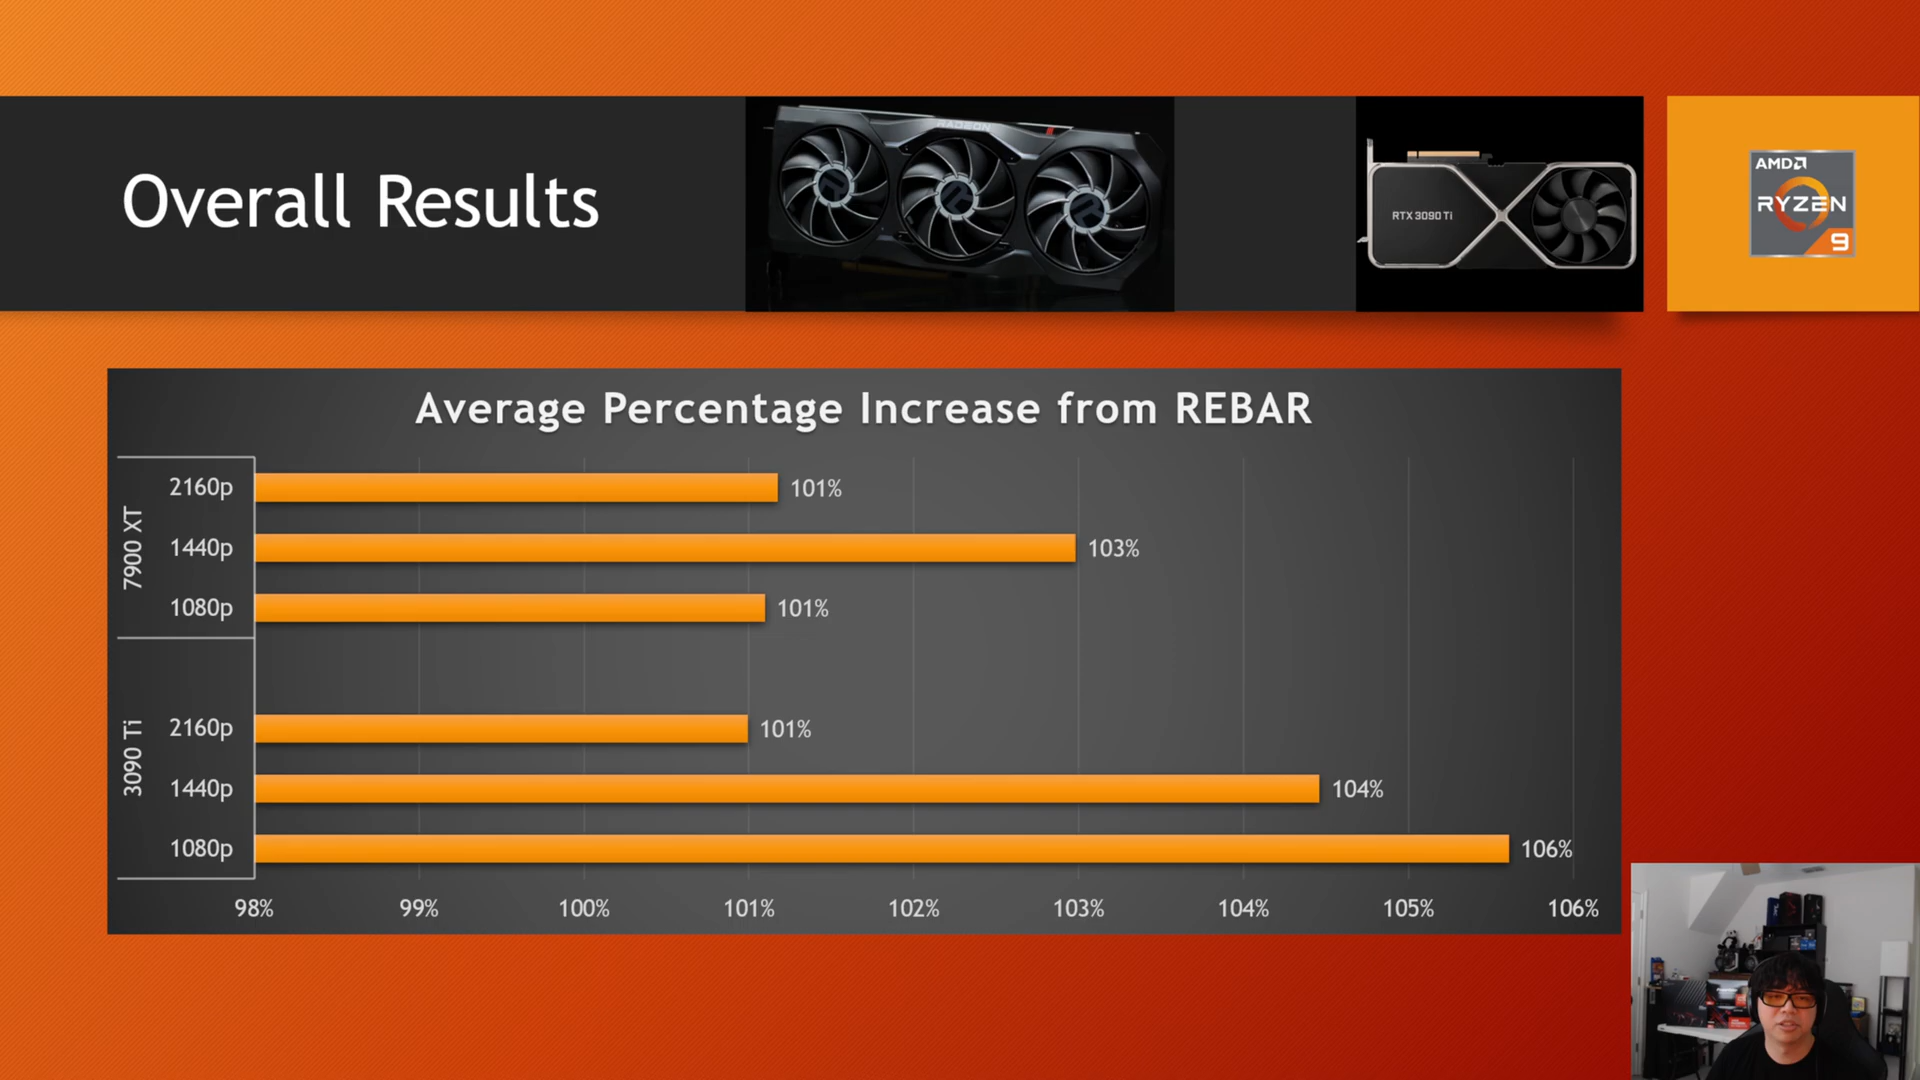 Overall Results
RADEON
RTX 3090 Ti
AMD
RYZEN
9
Average Percentage Increase from REBAR
7900 XT
2160p
101%
1440p
103%
1080p
101%
3090 Ti
2160p
101%
1440p
104%
1080p
106%
98% 99% 100% 101% 102% 103% 104% 105% 106%